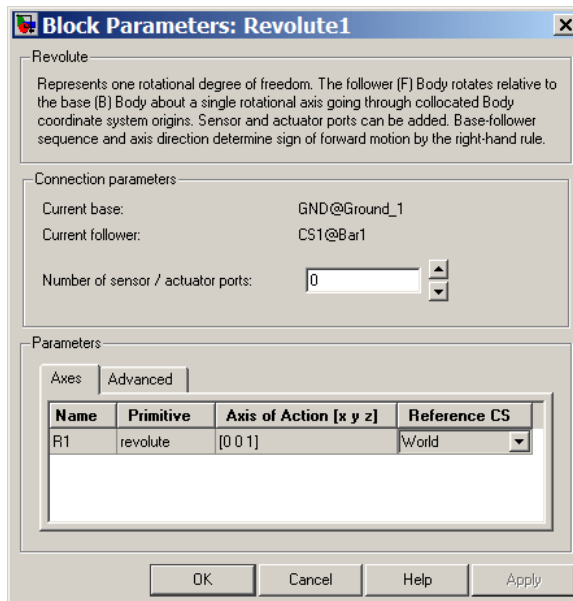 Block Parameters: Revolute1
Revolute
Represents one rotational degree of freedom. The follower (F) Body rotates relative to
the base (B) Body about a single rotational axis going through collocated Body
coordinate system origins. Sensor and actuator ports can be added. Base-follower
sequence and axis direction determine sign of forward motion by the right-hand rule.
Connection parameters
Current base: GND@Ground_1
Current follower: CS1@Bar1
Number of sensor / actuator ports: 0
Parameters
Axes Advanced
Name Primitive Axis of Action [x y z] Reference CS
R1 revolute [0 0 1] World
OK Cancel Help Apply